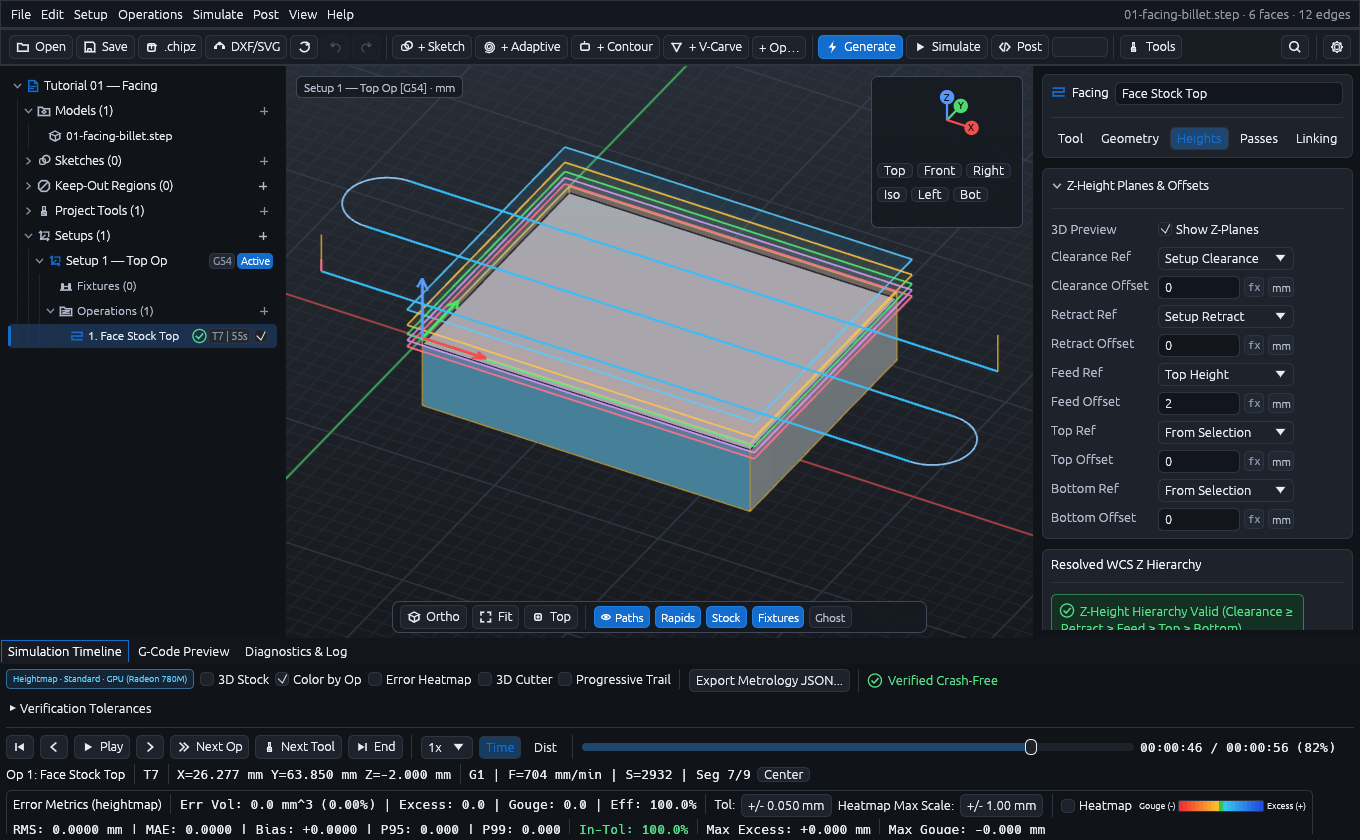 File Edit Setup Operations Simulate Post View Help 01-facing-billet.step · 6 faces · 12 edges
Open Save .chipz DXF/SVG + Sketch + Adaptive + Contour + V-Carve + Op... Generate Simulate Post Tools
Tutorial 01 — Facing
Models (1) +
01-facing-billet.step
Sketches (0) +
Keep-Out Regions (0) +
Project Tools (1) +
Setups (1) +
Setup 1 — Top Op G54 Active
Fixtures (0)
Operations (1) +
1. Face Stock Top T7 | 55s
Setup 1 — Top Op [G54] · mm
Z Y X
Top Front Right
Iso Left Bot
Ortho Fit Top Paths Rapids Stock Fixtures Ghost
Facing Face Stock Top
Tool Geometry Heights Passes Linking
Z-Height Planes & Offsets
3D Preview Show Z-Planes
Clearance Ref Setup Clearance
Clearance Offset 0 fx mm
Retract Ref Setup Retract
Retract Offset 0 fx mm
Feed Ref Top Height
Feed Offset 2 fx mm
Top Ref From Selection
Top Offset 0 fx mm
Bottom Ref From Selection
Bottom Offset 0 fx mm
Resolved WCS Z Hierarchy
Z-Height Hierarchy Valid (Clearance ≥
Retract ≥ Feed ≥ Top ≥ Bottom)
Simulation Timeline G-Code Preview Diagnostics & Log
Heightmap · Standard · GPU (Radeon 780M) 3D Stock Color by Op Error Heatmap 3D Cutter Progressive Trail Export Metrology JSON... Verified Crash-Free
Verification Tolerances
Play Next Op Next Tool End 1x Time Dist 00:00:46 / 00:00:56 (82%)
Op 1: Face Stock Top T7 X=26.277 mm Y=63.850 mm Z=-2.000 mm G1 | F=704 mm/min | S=2932 | Seg 7/9 Center
Error Metrics (heightmap) Err Vol: 0.0 mm^3 (0.00%) | Excess: 0.0 | Gouge: 0.0 | Eff: 100.0% Tol: +/- 0.050 mm Heatmap Max Scale: +/- 1.00 mm Heatmap Gouge (-) Excess (+)
RMS: 0.0000 mm | MAE: 0.0000 | Bias: +0.0000 | P95: 0.000 | P99: 0.000 In-Tol: 100.0% Max Excess: +0.000 mm Max Gouge: -0.000 mm